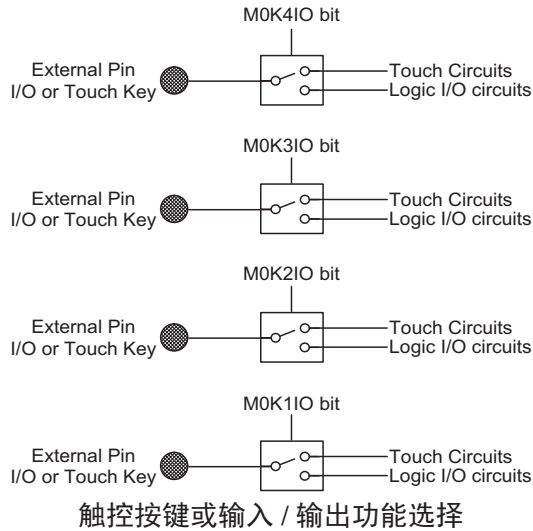 M0K4IO bit
External Pin
I/O or Touch Key
Touch Circuits
Logic I/O circuits
M0K3IO bit
External Pin
I/O or Touch Key
Touch Circuits
Logic I/O circuits
M0K2IO bit
External Pin
I/O or Touch Key
Touch Circuits
Logic I/O circuits
M0K1IO bit
External Pin
I/O or Touch Key
Touch Circuits
Logic I/O circuits
触控按键或输入 / 输出功能选择